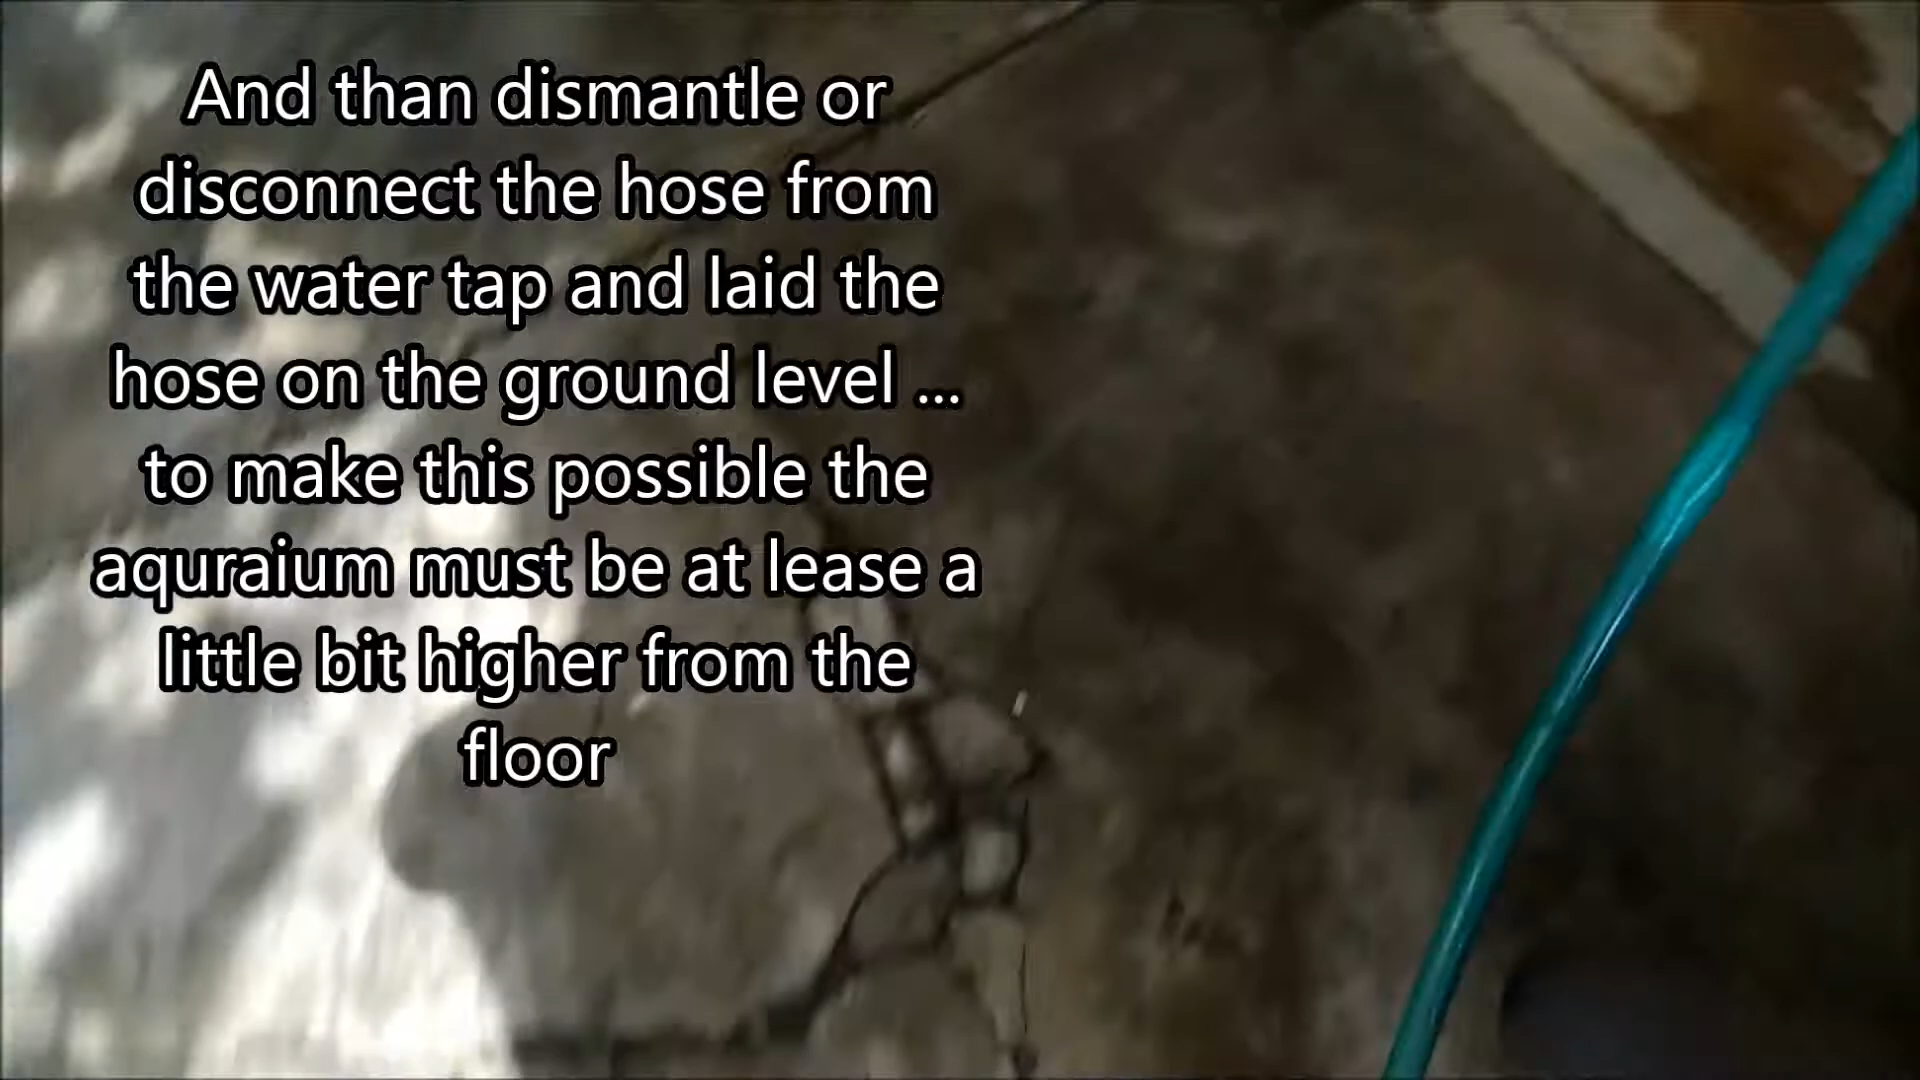 And than dismantle or
disconnect the hose from
the water tap and laid the
hose on the ground level ...
to make this possible the
aquraium must be at lease a
little bit higher from the
floor